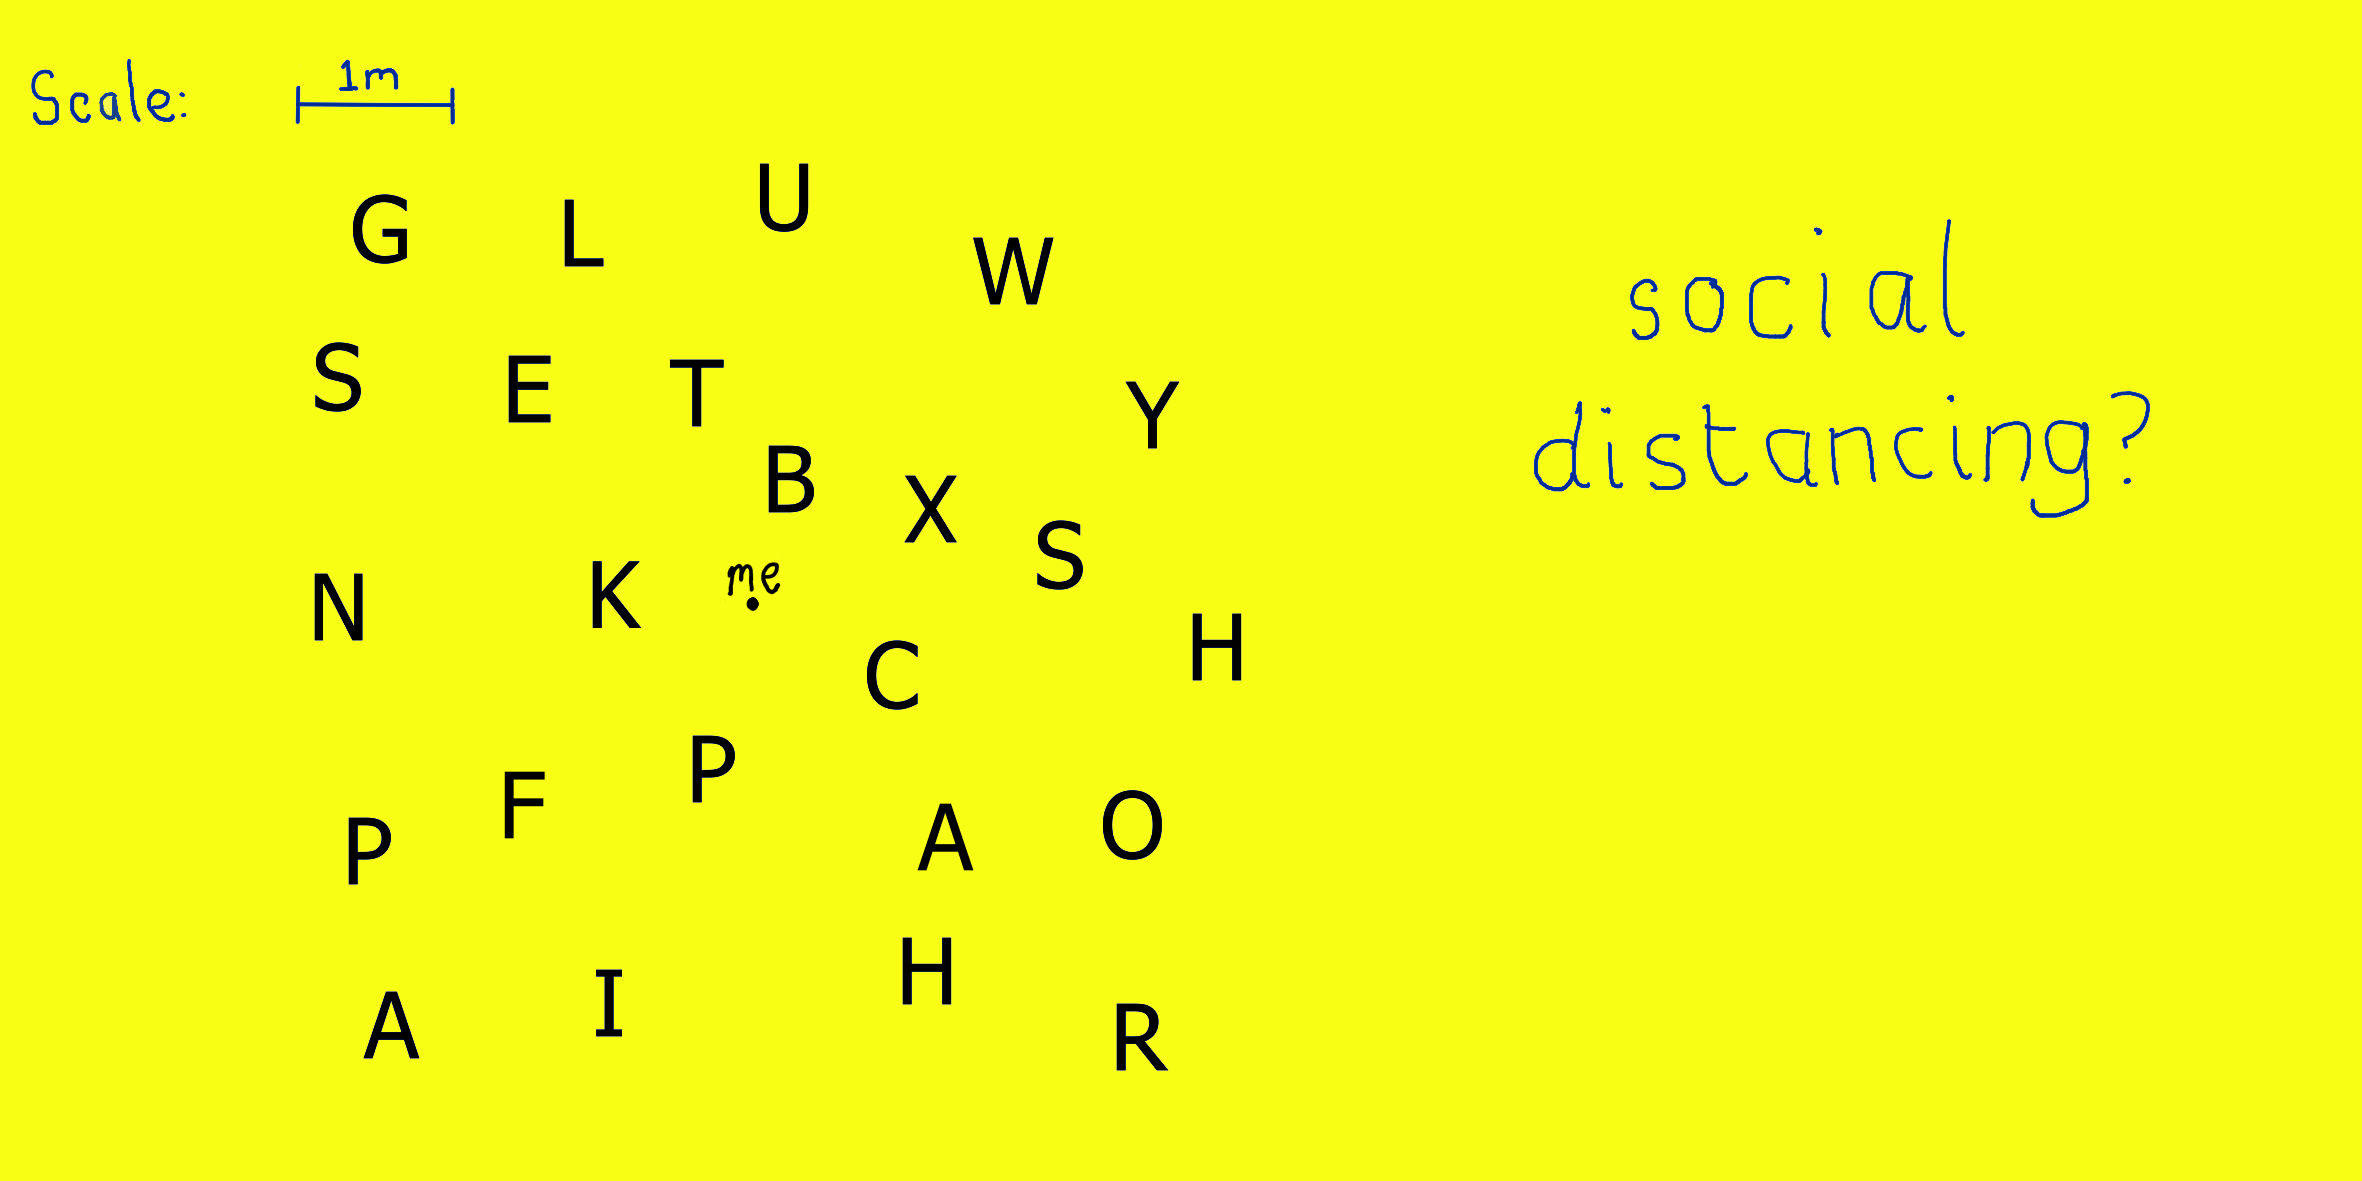 Scale: 1m
G L U W
S E T Y
B X S
N K me C H
P F P A O
A I H R
social
distancing?